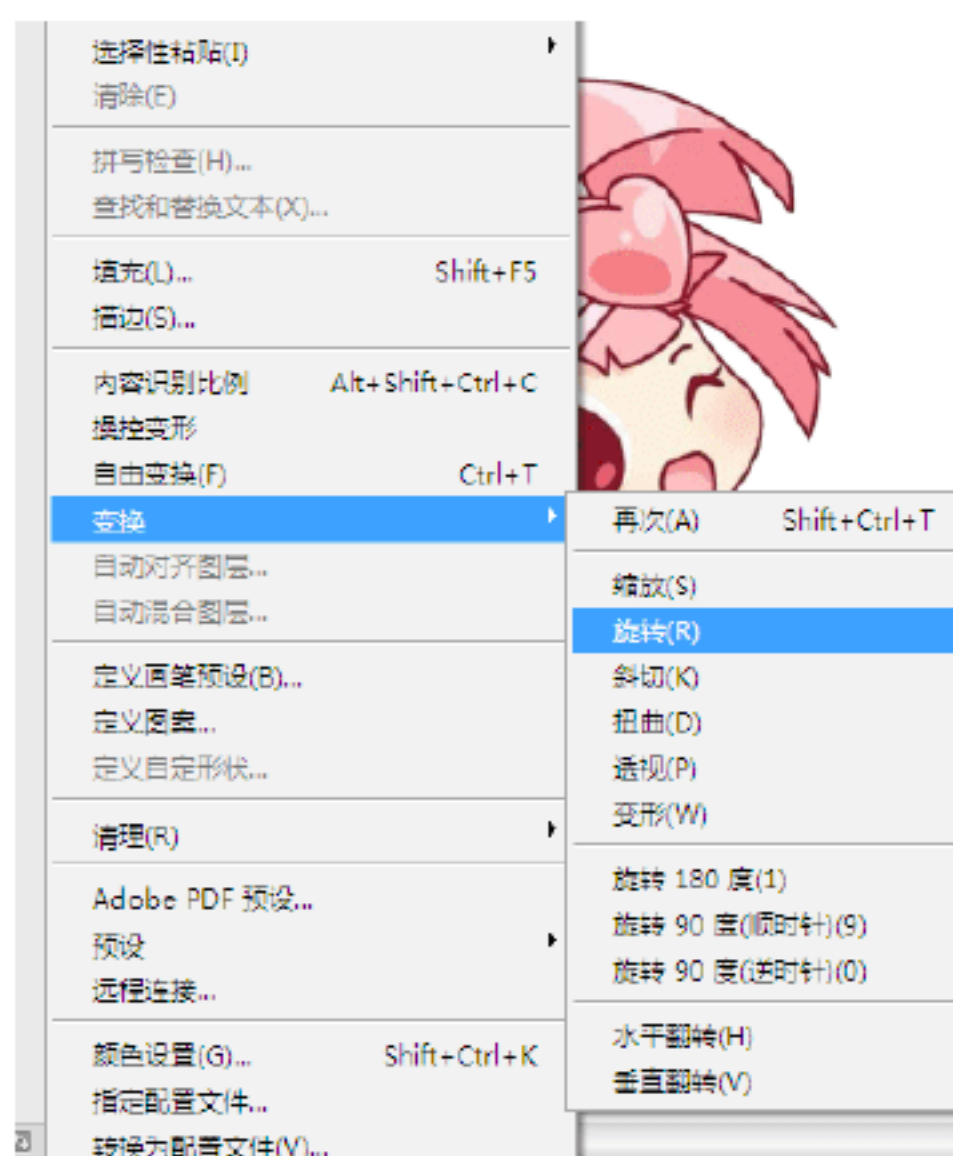 选择性粘贴(I)
清除(E)
拼写检查(H)...
查找和替换文本(X)...
填充(L)... Shift+F5
描边(S)...
内容识别比例 Alt+Shift+Ctrl+C
操控变形
自由变换(F) Ctrl+T
变换
自动对齐图层...
自动混合图层...
定义画笔预设(B)...
定义图案...
定义自定形状...
清理(R)
Adobe PDF 预设...
预设
远程连接...
颜色设置(G)... Shift+Ctrl+K
指定配置文件...
转换为配置文件(V)...
再次(A) Shift+Ctrl+T
缩放(S)
旋转(R)
斜切(K)
扭曲(D)
透视(P)
变形(W)
旋转 180 度(1)
旋转 90 度(顺时针)(9)
旋转 90 度(逆时针)(0)
水平翻转(H)
垂直翻转(V)